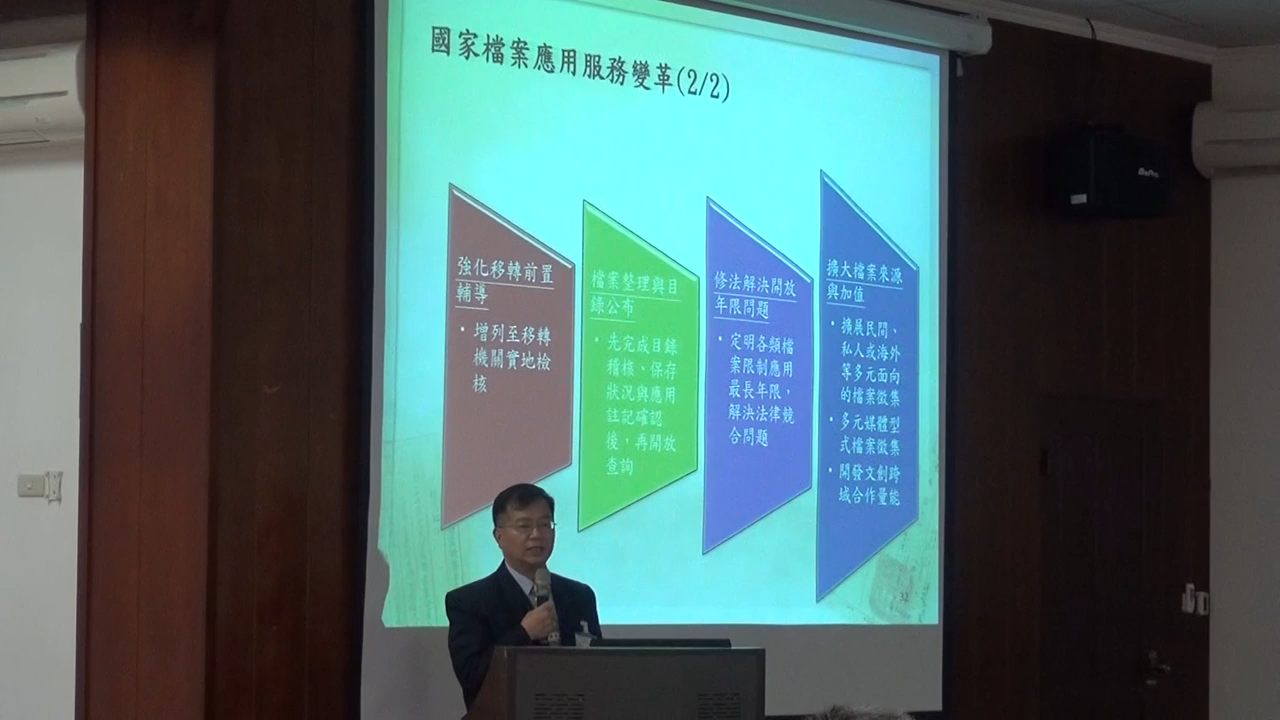 國家檔案應用服務變革(2/2)
強化移轉前置
輔導
• 增列至移轉
機關實地檢
核
檔案整理與目
錄公布
• 先完成目錄
稽核、保存
狀況與應用
註記確認
後，再開放
查詢
修法解決開放
年限問題
• 定明各類檔
案限制應用
最長年限，
解決法律競
合問題
擴大檔案來源
與加值
• 擴展民間、
私人或海外
等多元面向
的檔案徵集
• 多元媒體型
式檔案徵集
• 開發文創跨
域合作量能